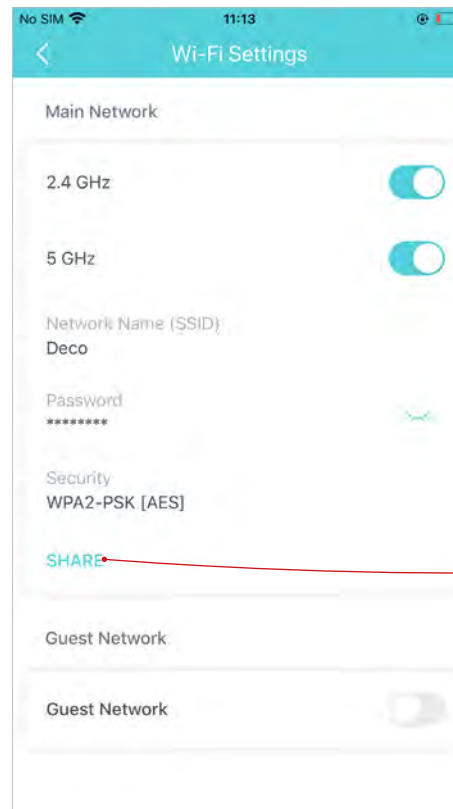 No SIM 11:13
Wi-Fi Settings
Main Network
2.4 GHz
5 GHz
Network Name (SSID)
Deco
Password
********
Security
WPA2-PSK [AES]
SHARE
Guest Network
Guest Network